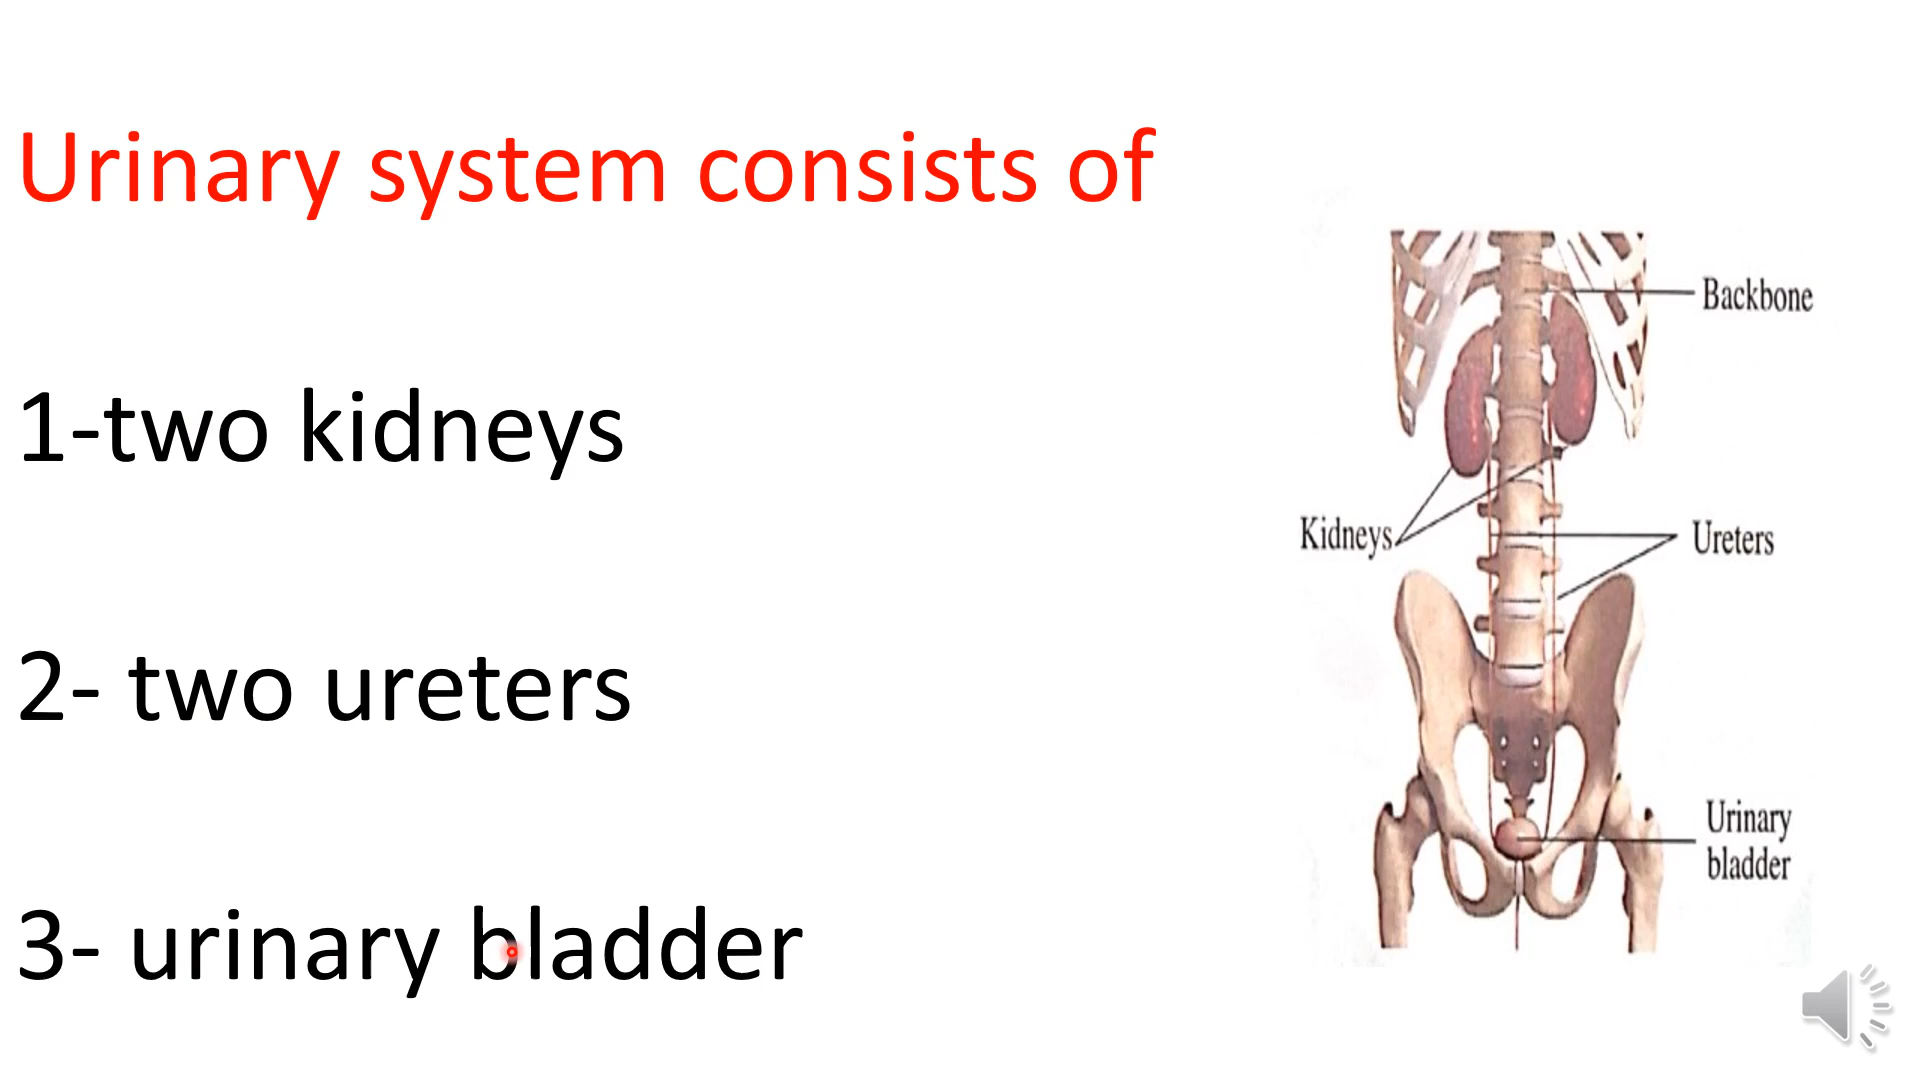 Urinary system consists of
1-two kidneys
2- two ureters
3- urinary bladder
Backbone
Kidneys
Ureters
Urinary
bladder